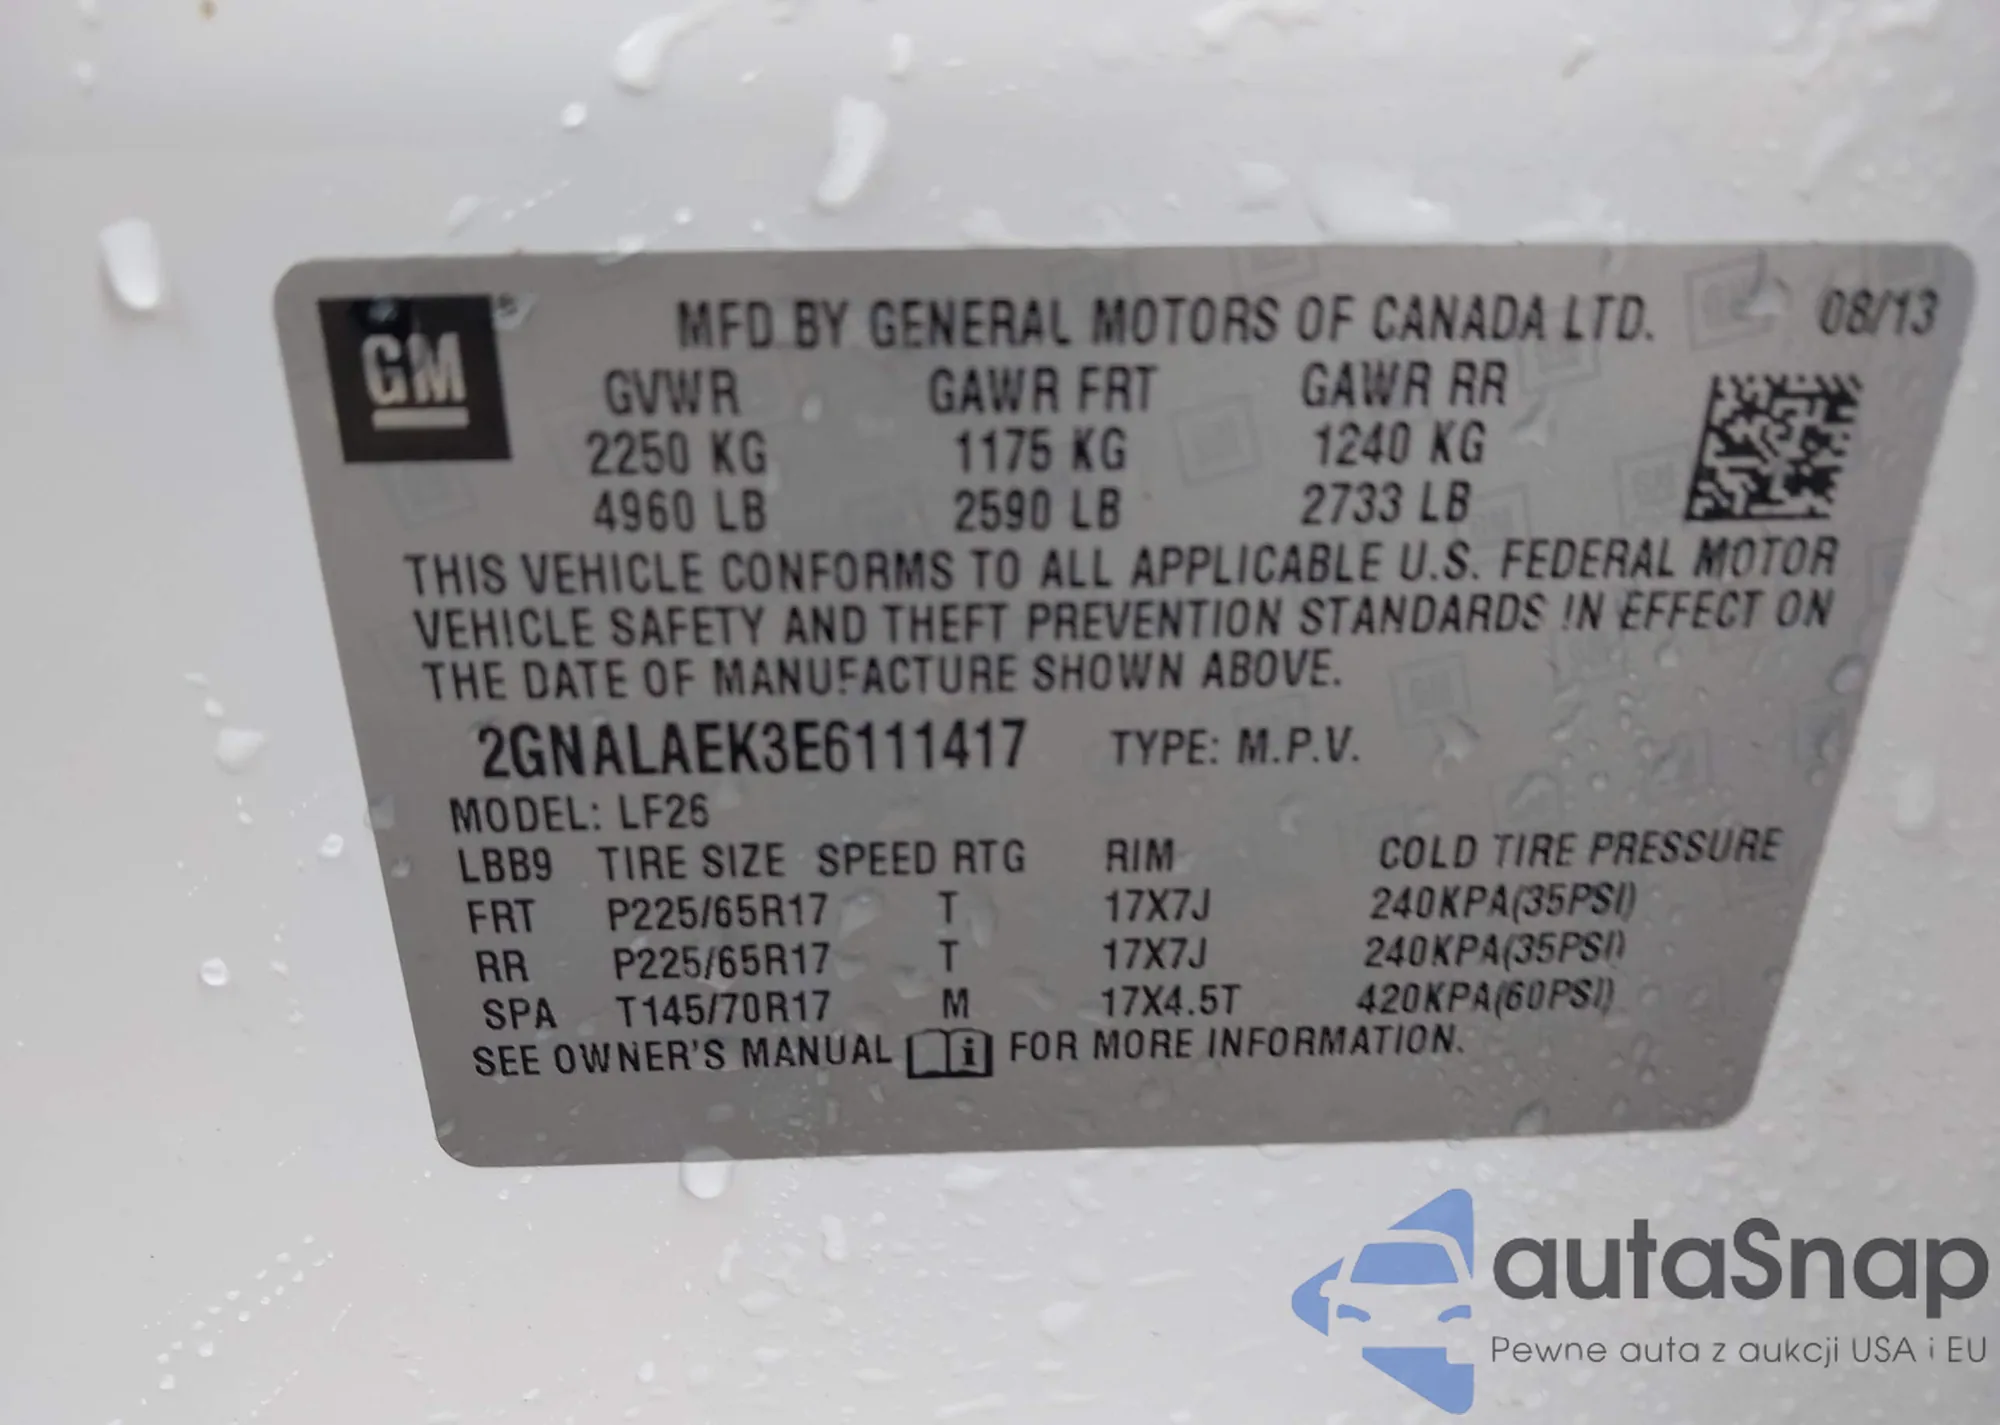 GM® MFD BY GENERAL MOTORS OF CANADA LTD. 08/13
GVWR GAWR FRT GAWR RR
2250 KG 1175 KG 1240 KG
4960 LB 2590 LB 2733 LB
THIS VEHICLE CONFORMS TO ALL APPLICABLE U.S. FEDERAL MOTOR
VEHICLE SAFETY AND THEFT PREVENTION STANDARDS IN EFFECT ON
THE DATE OF MANUFACTURE SHOWN ABOVE.
2GNALAEK3E6111417 TYPE: M.P.V.
MODEL: LF26
LBB9 TIRE SIZE SPEED RTG RIM COLD TIRE PRESSURE
FRT P225/65R17 T 17X7J 240KPA(35PSI)
RR P225/65R17 T 17X7J 240KPA(35PSI)
SPA T145/70R17 M 17X4.5T 420KPA(60PSI)
SEE OWNER'S MANUAL i FOR MORE INFORMATION.
autaSnap
Pewne auta z aukcji USA i EU